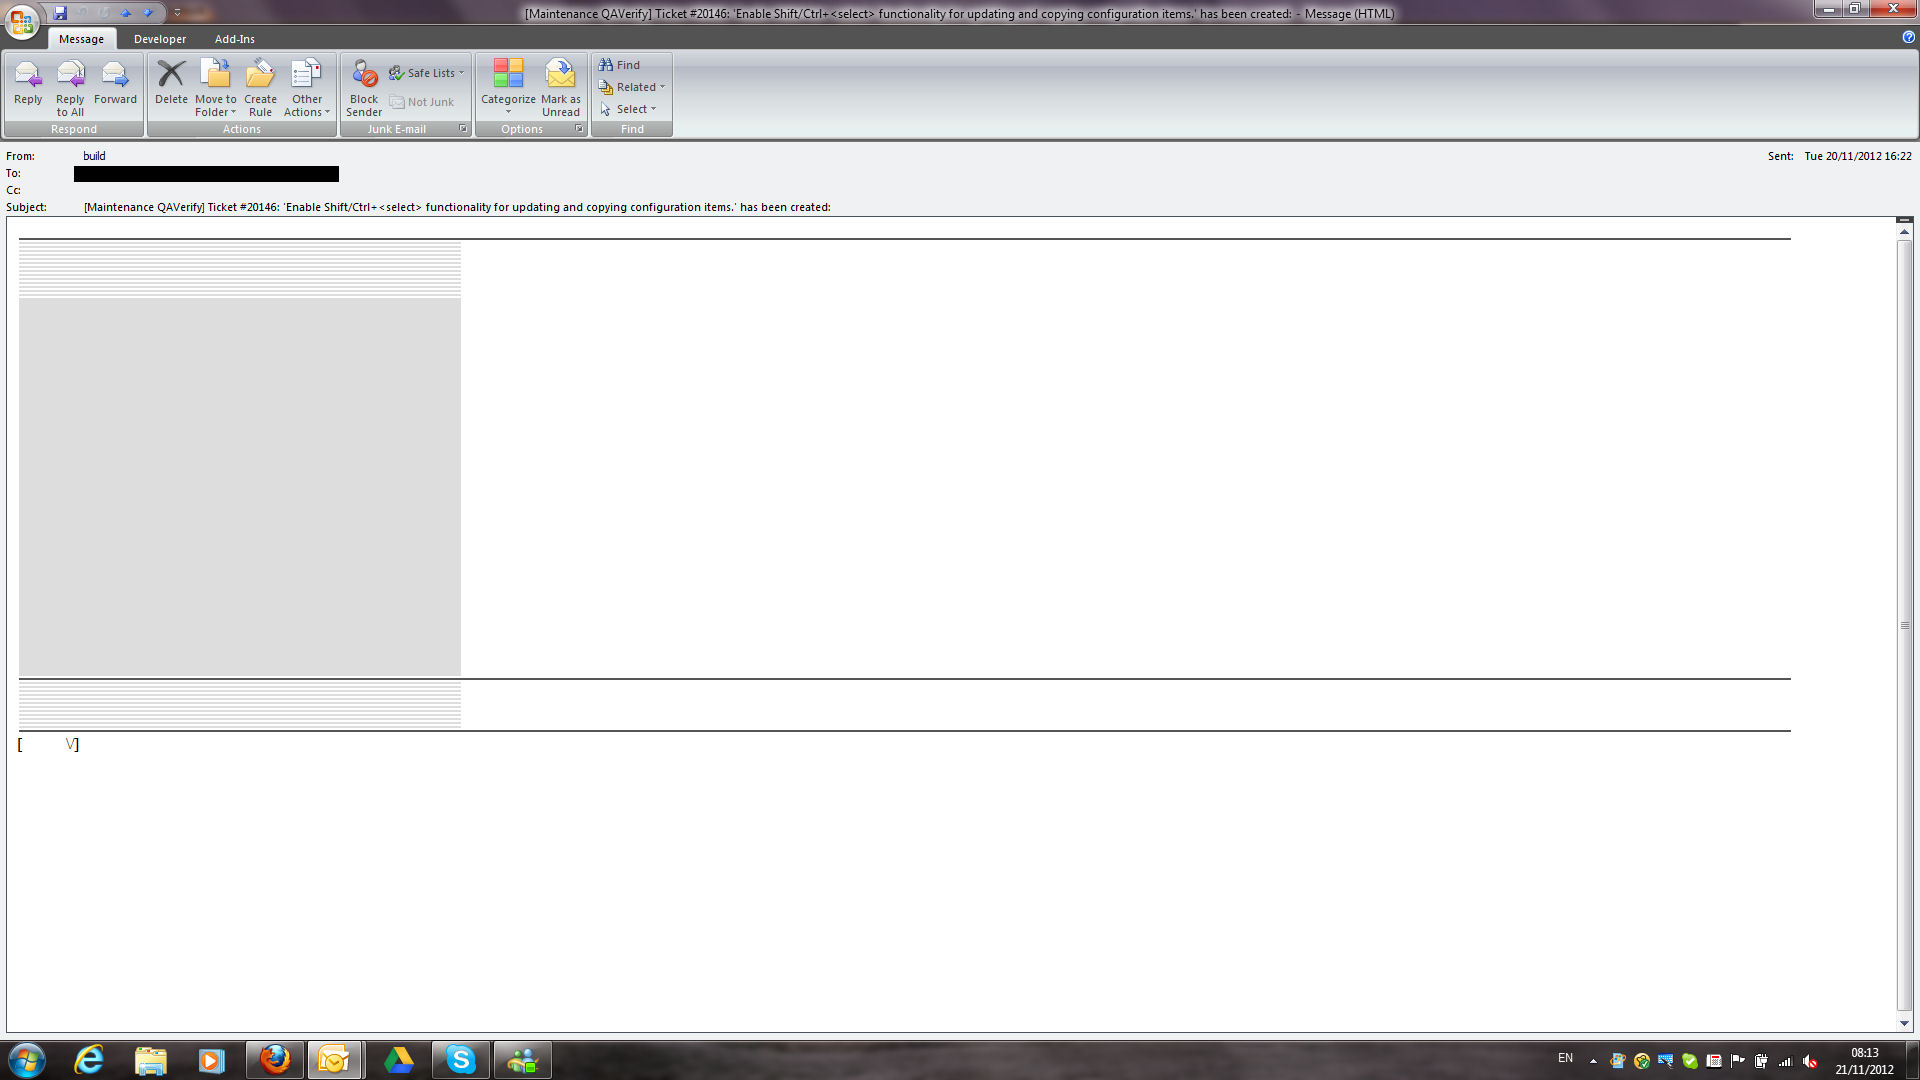 [Maintenance QAVerify] Ticket #20146: 'Enable Shift/Ctrl+<select> functionality for updating and copying configuration items.' has been created: - Message (HTML)
Message Developer Add-Ins
Reply
Reply to All
Forward
Respond
Delete
Move to Folder
Create Rule
Other Actions
Actions
Block Sender
Safe Lists
Not Junk
Junk E-mail
Categorize
Mark as Unread
Options
Find
Related
Select
Find
From: build
Sent: Tue 20/11/2012 16:22
To:
Cc:
Subject: [Maintenance QAVerify] Ticket #20146: 'Enable Shift/Ctrl+<select> functionality for updating and copying configuration items.' has been created:
[ \/]
EN
08:13
21/11/2012